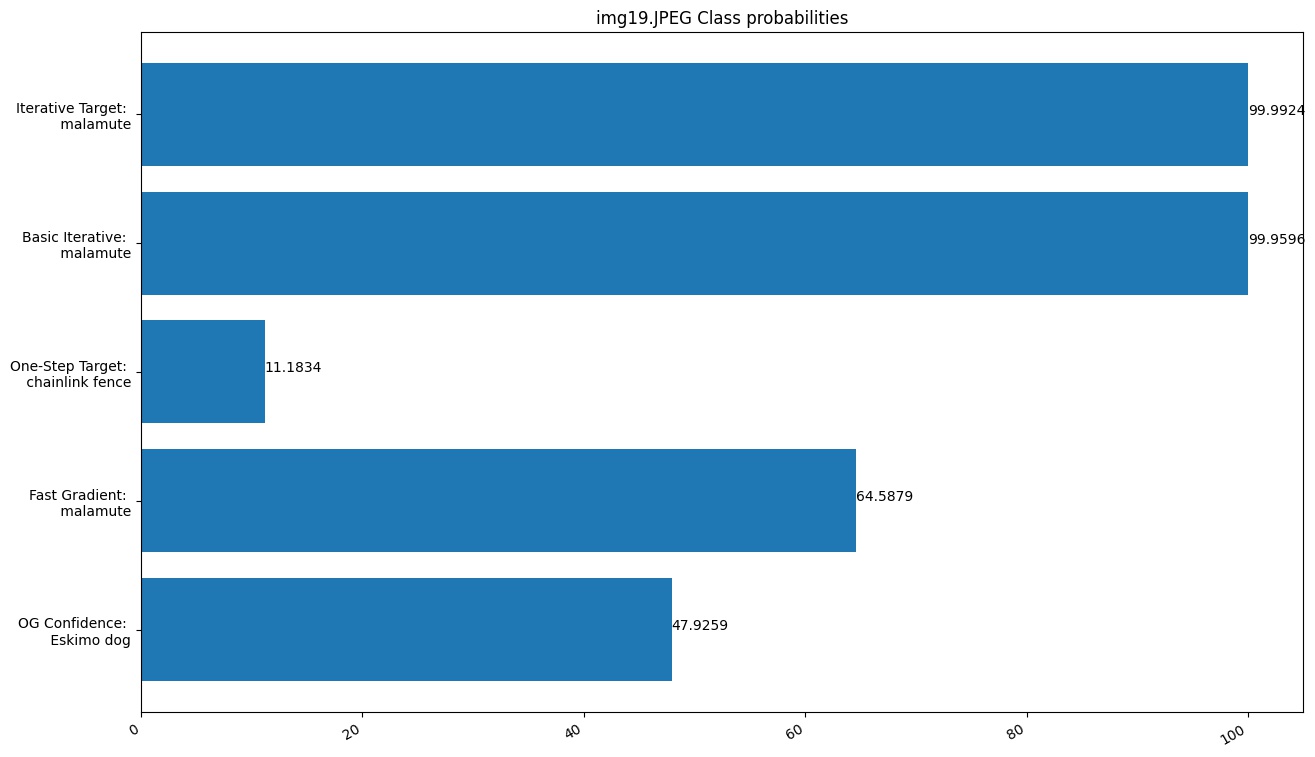 img19.JPEG Class probabilities
Iterative Target:
malamute
99.9924
Basic Iterative:
malamute
99.9596
One-Step Target:
chainlink fence
11.1834
Fast Gradient:
malamute
64.5879
OG Confidence:
Eskimo dog
47.9259
0
20
40
60
80
100